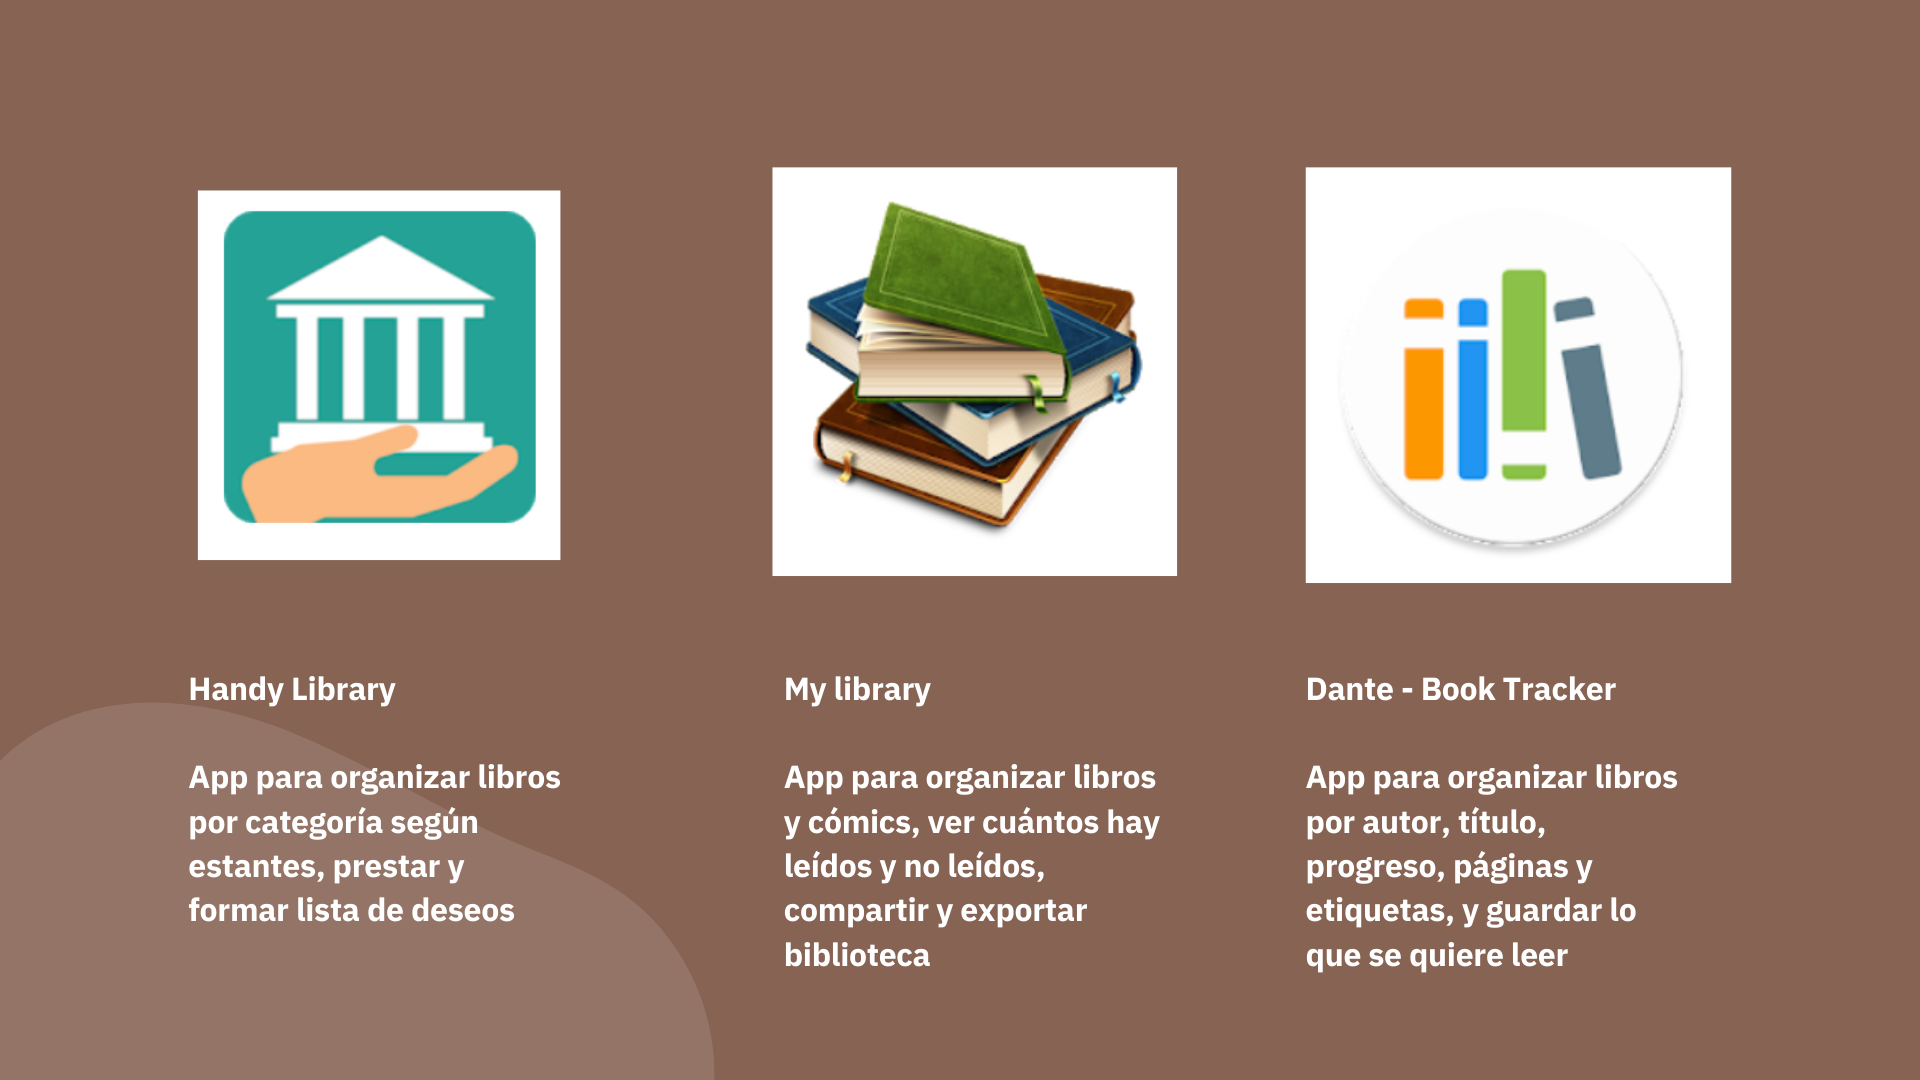 Handy Library
App para organizar libros
por categoría según
estantes, prestar y
formar lista de deseos
My library
App para organizar libros
y cómics, ver cuántos hay
leídos y no leídos,
compartir y exportar
biblioteca
Dante - Book Tracker
App para organizar libros
por autor, título,
progreso, páginas y
etiquetas, y guardar lo
que se quiere leer